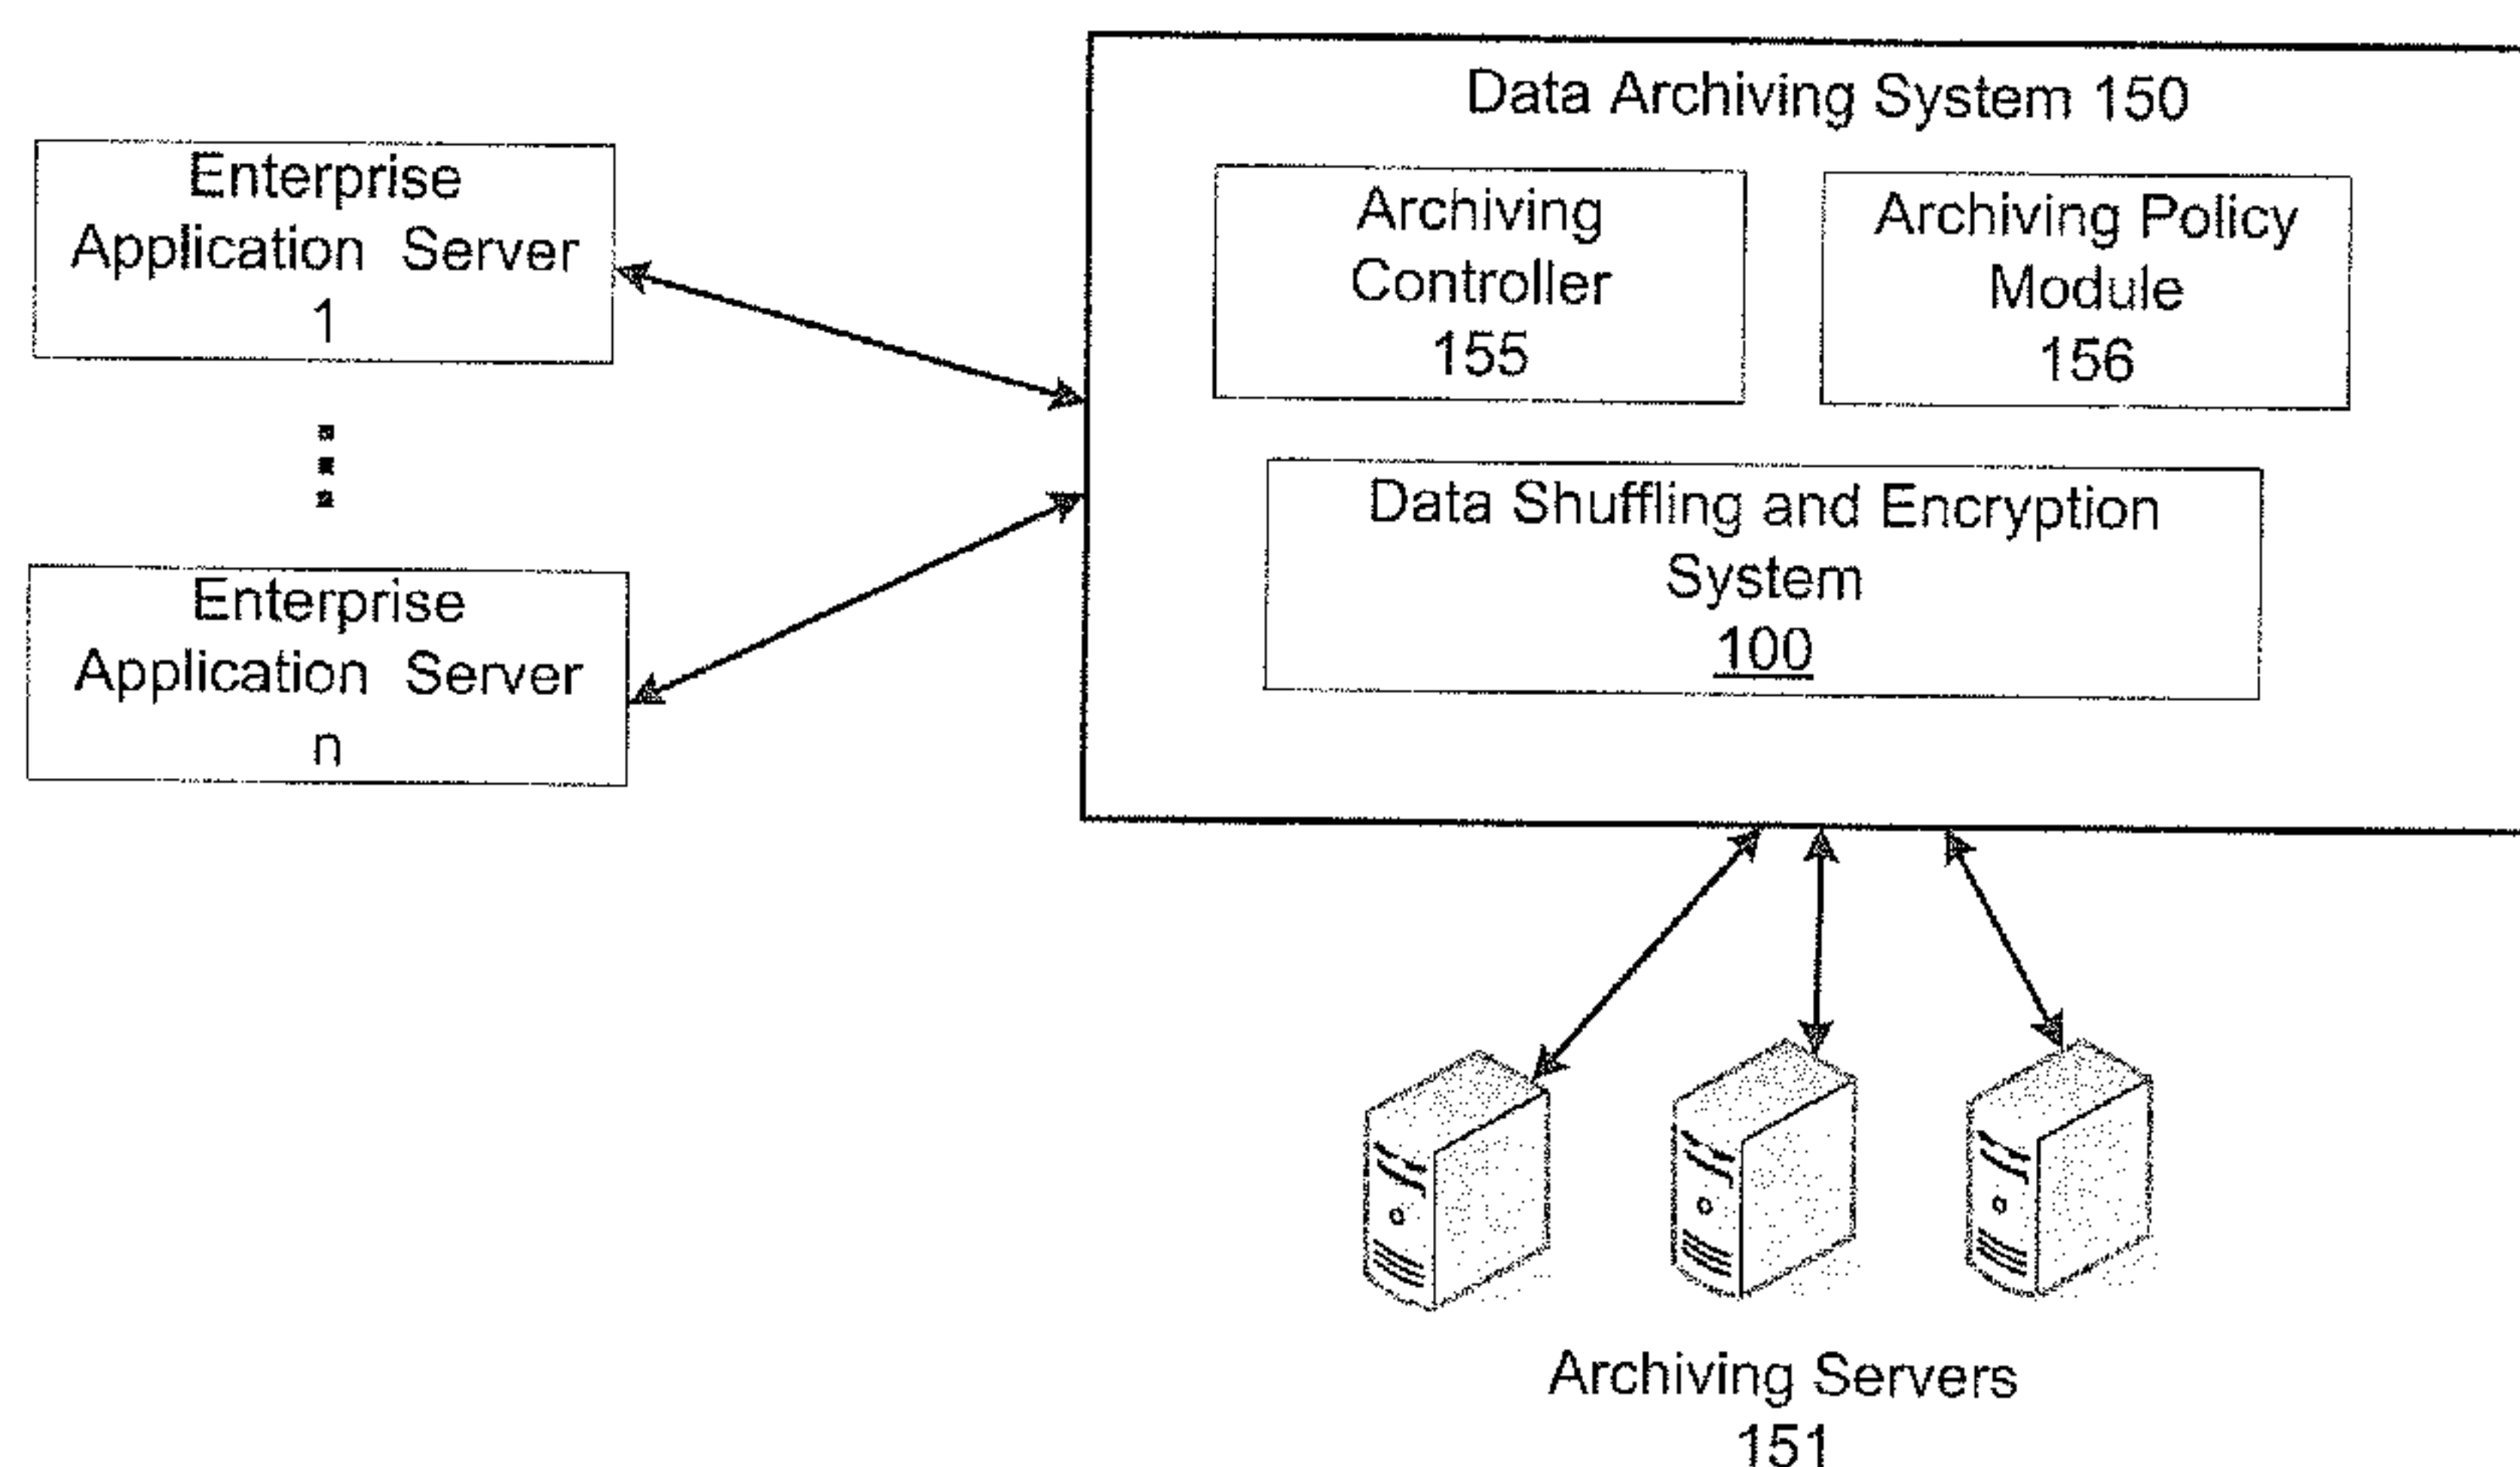 Data Archiving System 150
Enterprise
Application Server
1
Archiving
Controller
155
Archiving Policy
Module
156
Data Shuffling and Encryption
System
100
Enterprise
Application Server
n
Archiving Servers
151